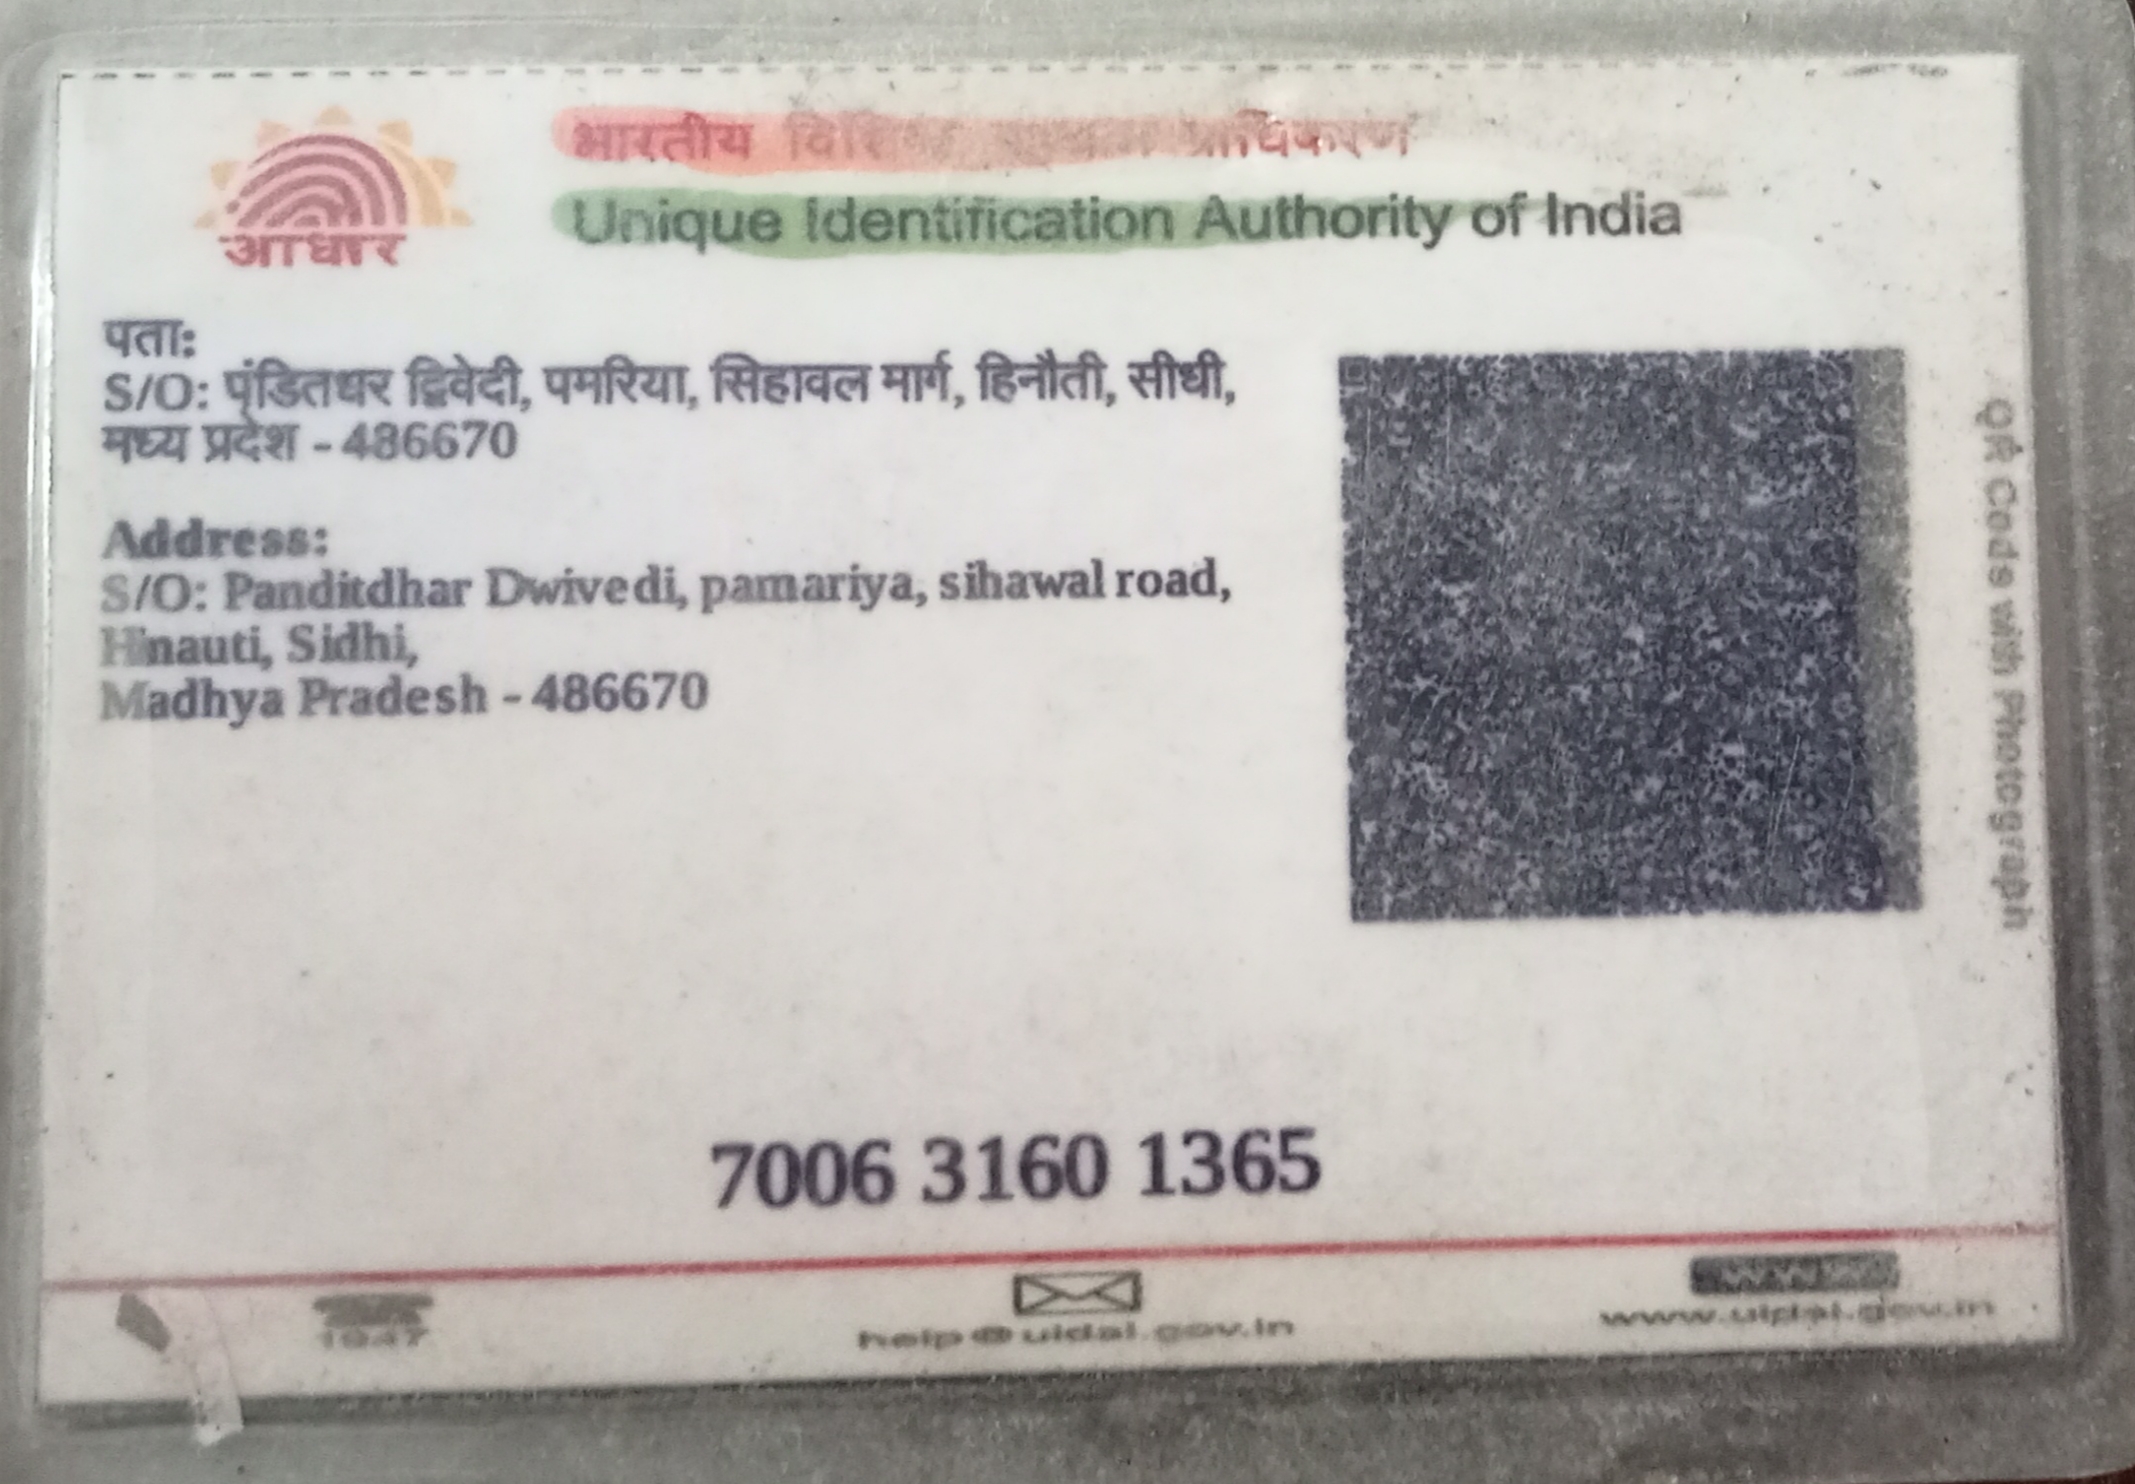 आधार
भारतीय प्राधिकरण
Unique Identification Authority of India
पता:
S/O: पंडितधर द्विवेदी, पमरिया, सिहावल मार्ग, हिनौती, सीधी,
मध्य प्रदेश - 486670
Address:
S/O: Panditdhar Dwivedi, pamariya, sihawal road,
Hinauti, Sidhi,
Madhya Pradesh - 486670
QR Code with Photograph
7006 3160 1365
1947
help@uidai.gov.in
www
www.uidai.gov.in